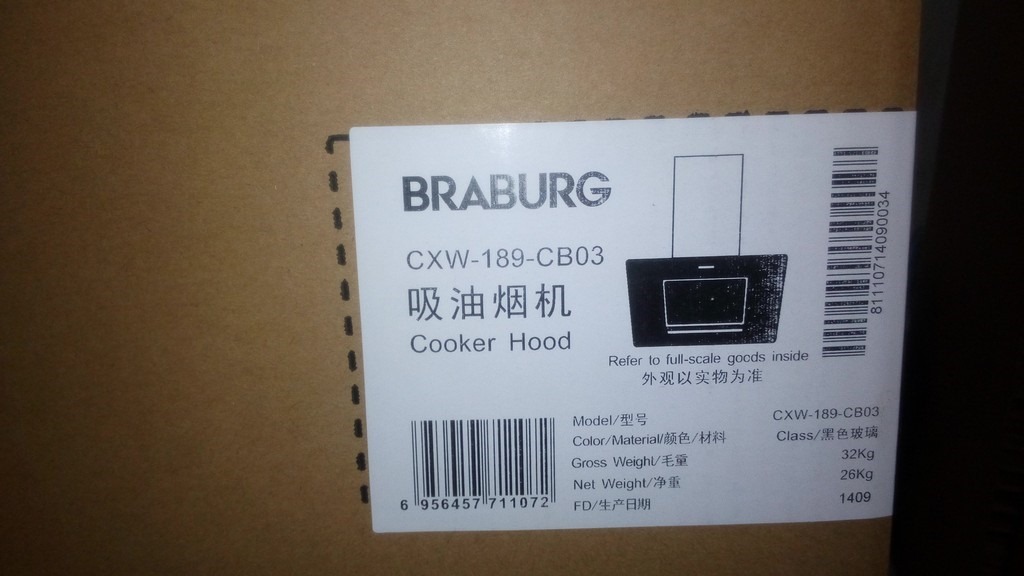 BRABURG
CXW-189-CB03
吸油烟机
Cooker Hood
Refer to full-scale goods inside
外观以实物为准
811107140900​34
6 956457 711072
Model/型号 CXW-189-CB03
Color/Material/颜色/材料 Class/黑色玻璃
Gross Weight/毛重 32Kg
Net Weight/净重 26Kg
FD/生产日期 1409